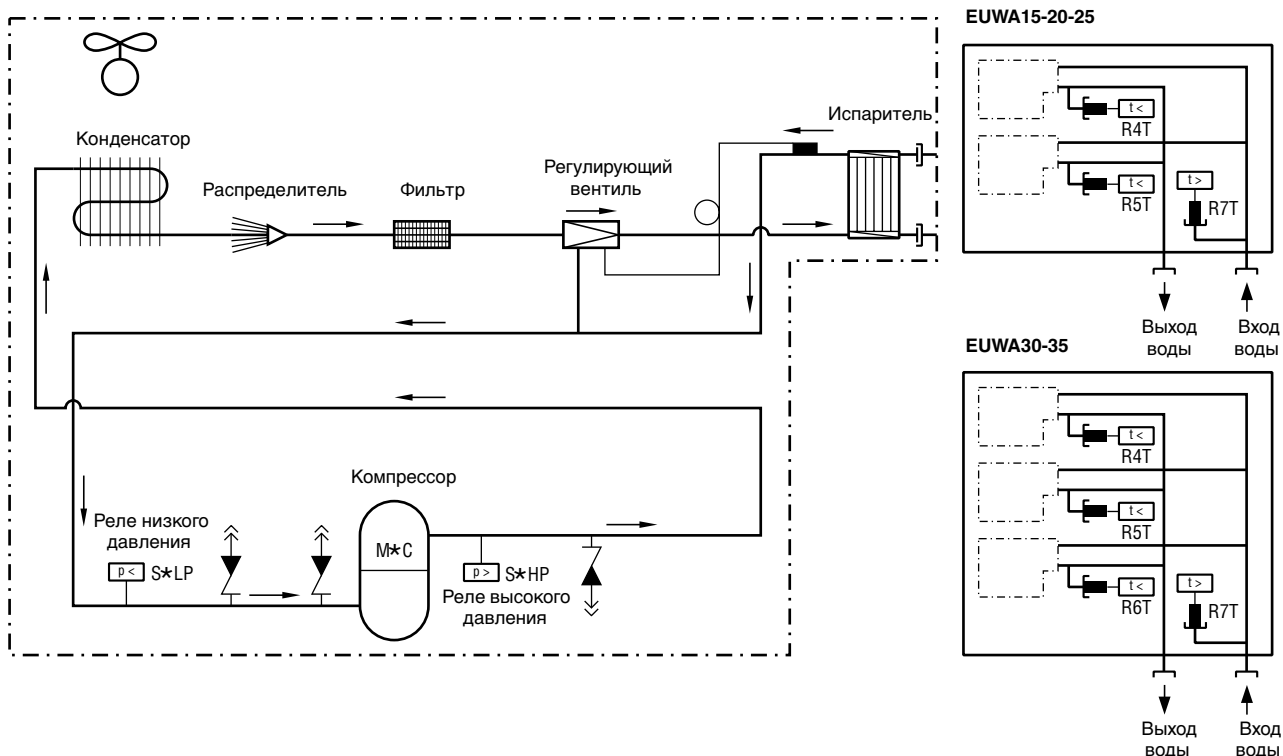 EUWA15-20-25
Конденсатор
Распределитель
Фильтр
Регулирующий
вентиль
Испаритель
t <
R4T
t <
R5T
t >
R7T
Выход
воды
Вход
воды
EUWA30-35
t <
R4T
t <
R5T
t <
R6T
t >
R7T
Выход
воды
Вход
воды
Компрессор
M*C
Реле низкого
давления
p < S*LP
p > S*HP
Реле высокого
давления